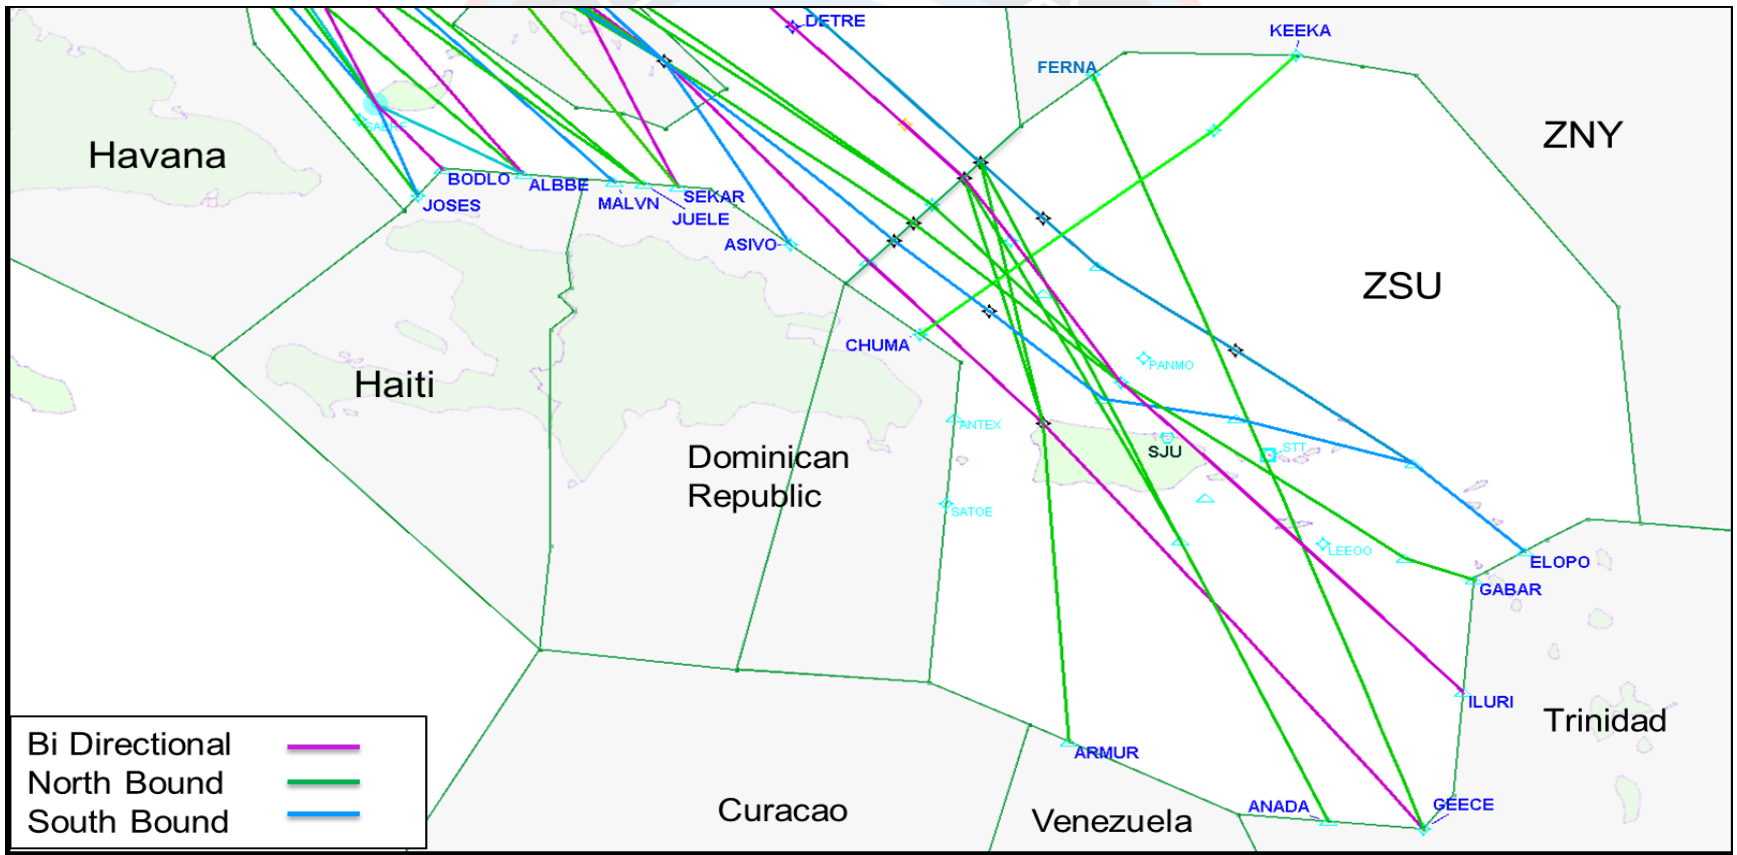 DETRE
KEEKA
FERNA
ZNY
SABRE
Havana
BODLO
ALBBE
MALVN
SEKAR
JOSES
JUELE
ASIVO
ZSU
CHUMA
PANMO
Haiti
ANTEX
SJU
STT
Dominican
Republic
SATOE
LEEOO
ELOPO
GABAR
ILURI
Trinidad
Bi Directional
North Bound
South Bound
ARMUR
Curacao
Venezuela
ANADA
GEECE